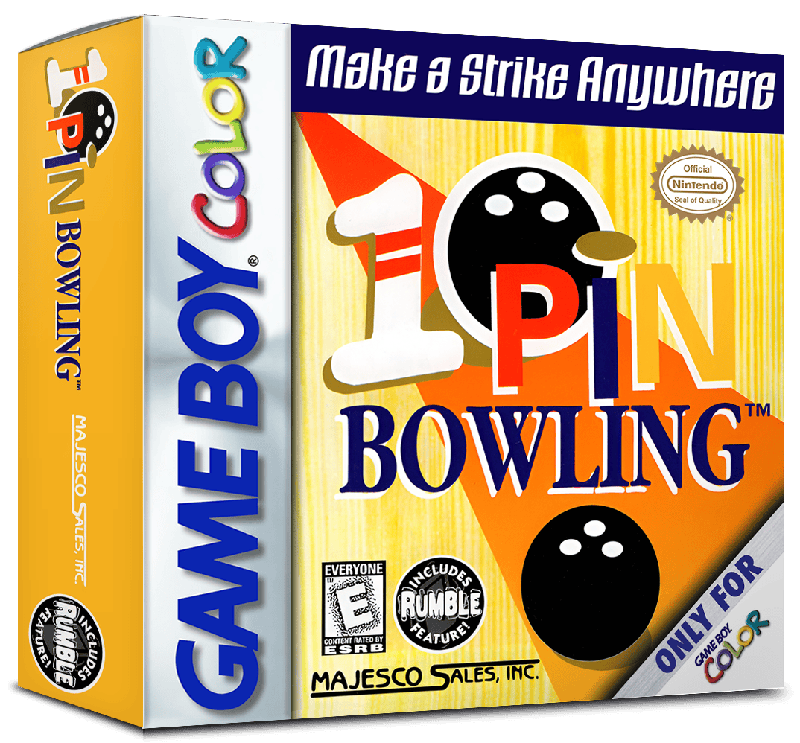 10
PIN
BOWLING™
MAJESCO SALES, INC.
INCLUDES
RUMBLE
FEATURE!
GAME BOY® COLOR
Make a Strike Anywhere
Official
Nintendo
Seal of Quality
®
10
PIN
BOWLING™
EVERYONE
E
CONTENT RATED BY
ESRB
INCLUDES
RUMBLE
FEATURE!
MAJESCO SALES, INC.
ONLY FOR
GAME BOY
COLOR